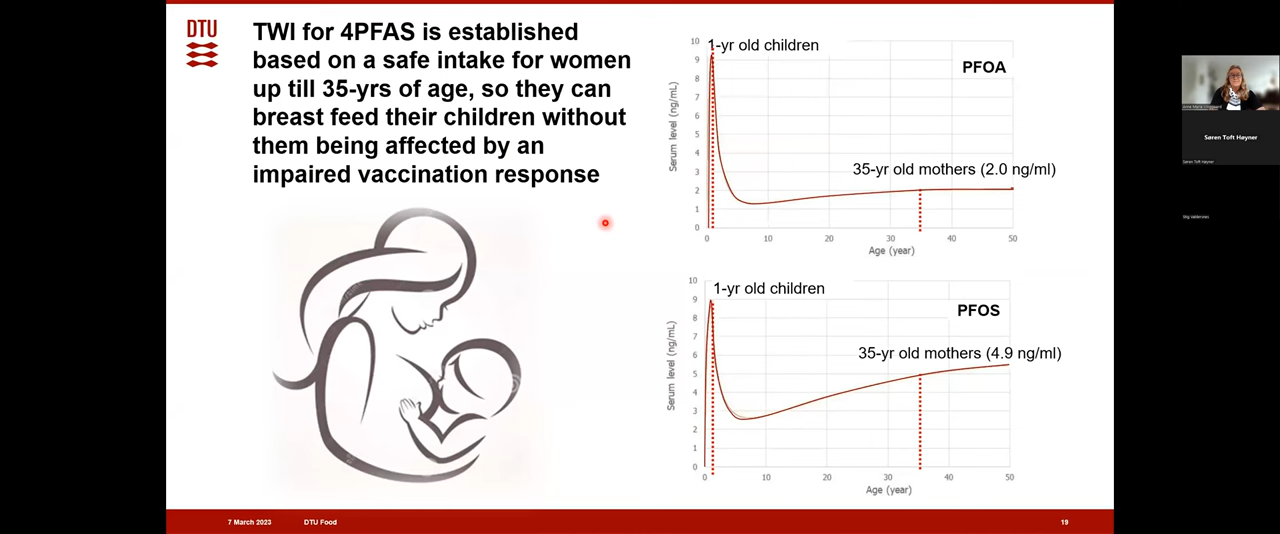 DTU
TWI for 4PFAS is established
based on a safe intake for women
up till 35-yrs of age, so they can
breast feed their children without
them being affected by an
impaired vaccination response
1-yr old children
PFOA
35-yr old mothers (2.0 ng/ml)
Serum level (ng/mL)
10
9
8
7
6
5
4
3
2
1
0
0 10 20 30 40 50
Age (year)
1-yr old children
PFOS
35-yr old mothers (4.9 ng/ml)
Serum level (ng/mL)
10
9
8
7
6
5
4
3
2
1
0
0 10 20 30 40 50
Age (year)
7 March 2023 DTU Food 19
Søren Toft Høyner
Søren Toft Høyner